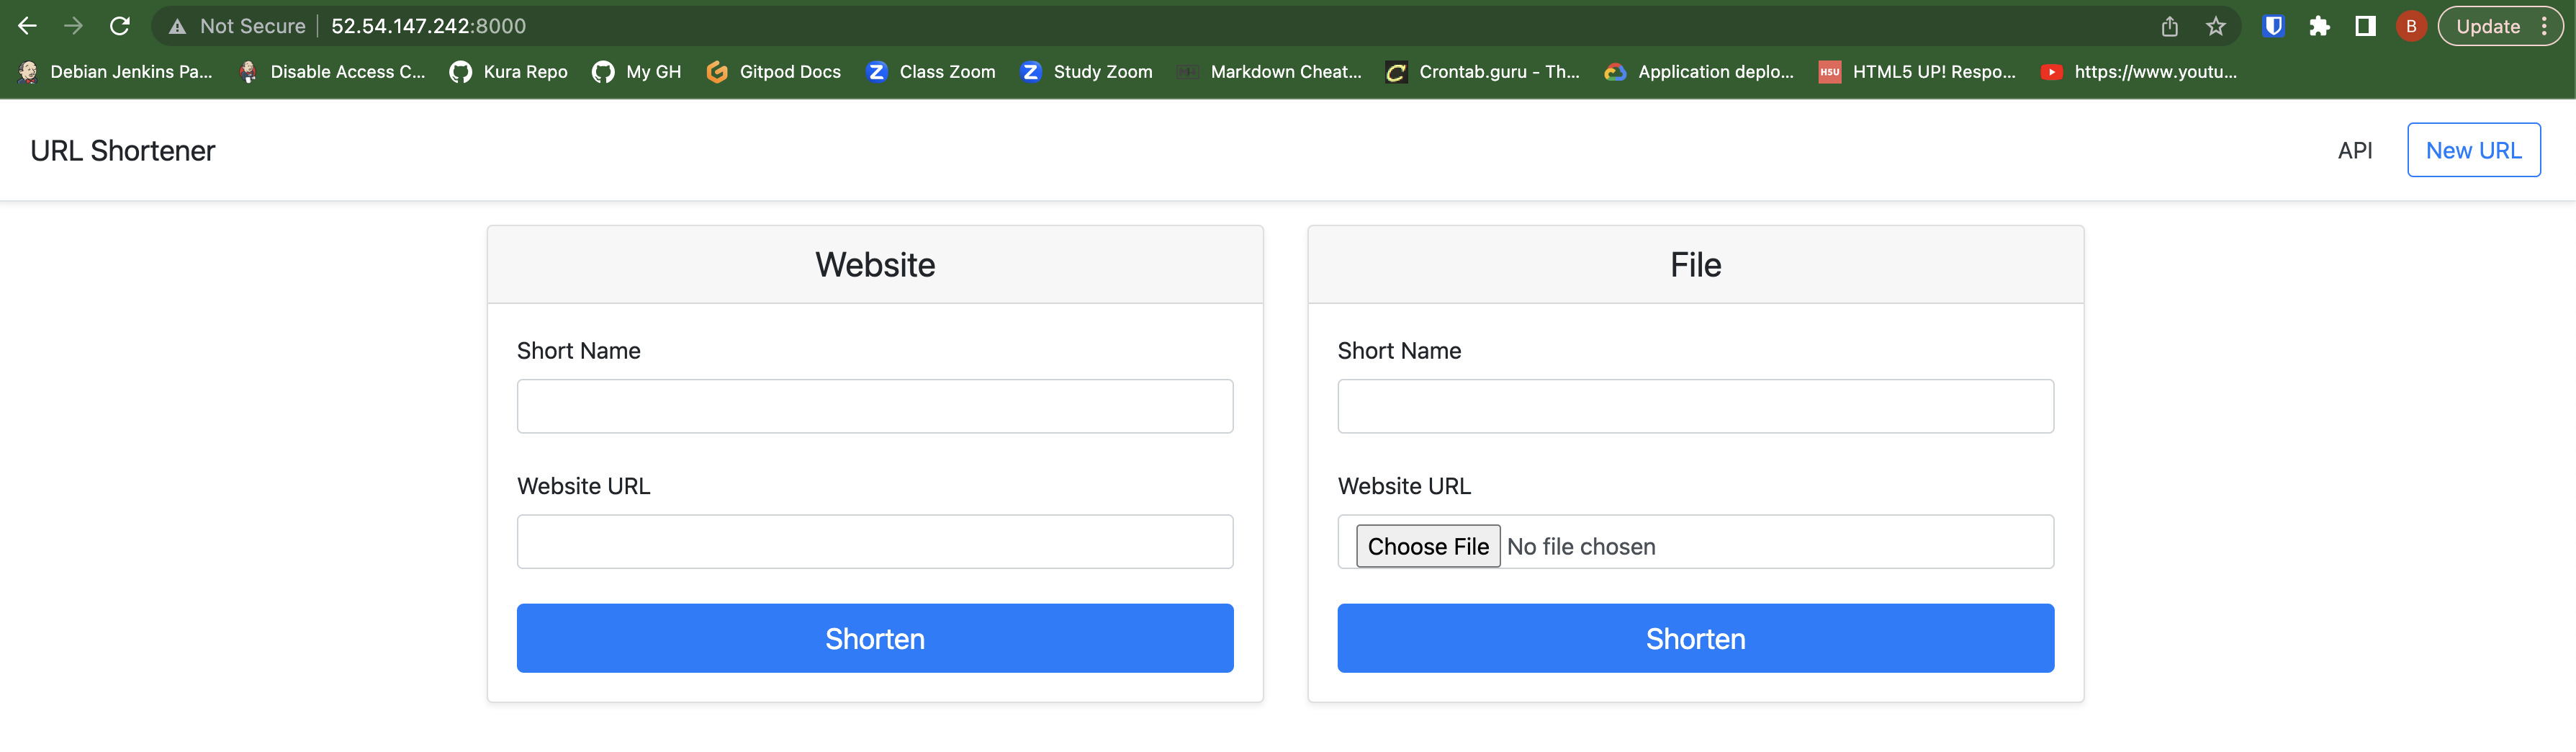 Not Secure 52.54.147.242:8000 B Update
Debian Jenkins Pa... Disable Access C... Kura Repo My GH Gitpod Docs Z Class Zoom Z Study Zoom Markdown Cheat... C Crontab.guru - Th... Application deplo... H5U HTML5 UP! Respo... https://www.youtu...
URL Shortener API New URL
Website
Short Name
Website URL
Shorten
File
Short Name
Website URL
Choose File No file chosen
Shorten